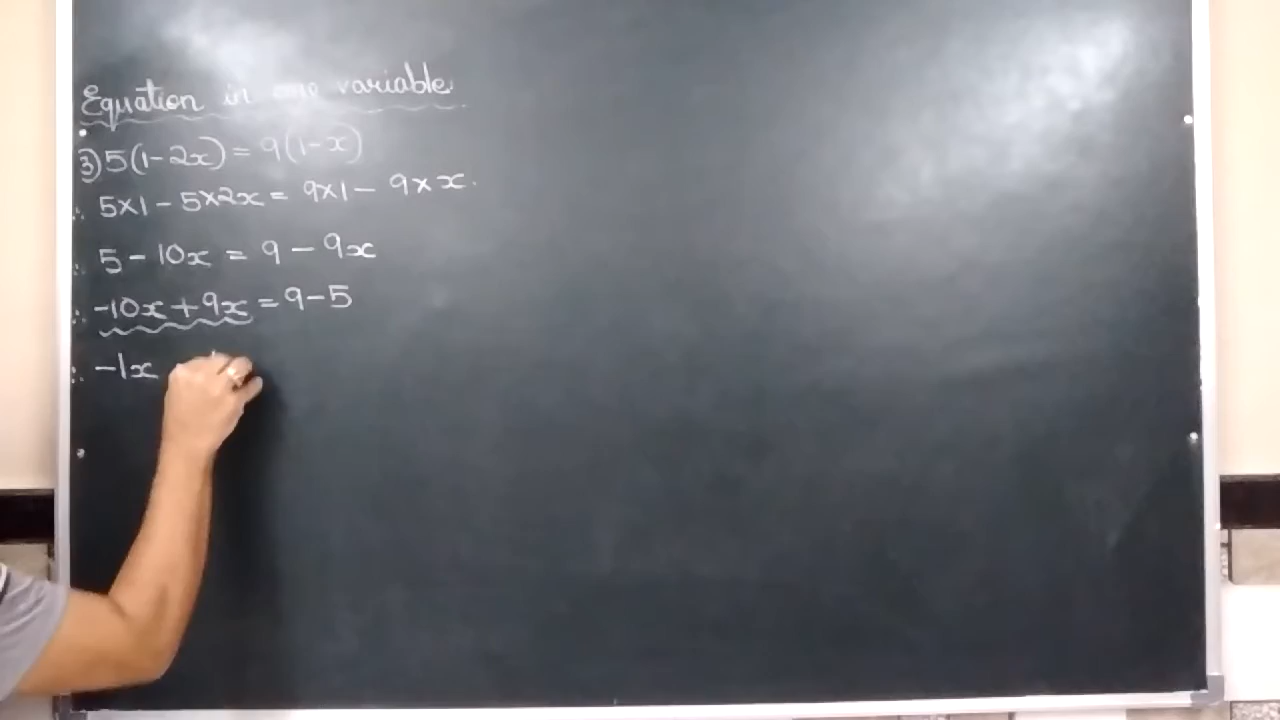 Equation in one variable
3) 5(1-2x) = 9(1-x)
∴ 5×1 - 5×2x = 9×1 - 9×x.
∴ 5 - 10x = 9 - 9x
∴ -10x + 9x = 9 - 5
∴ -1x